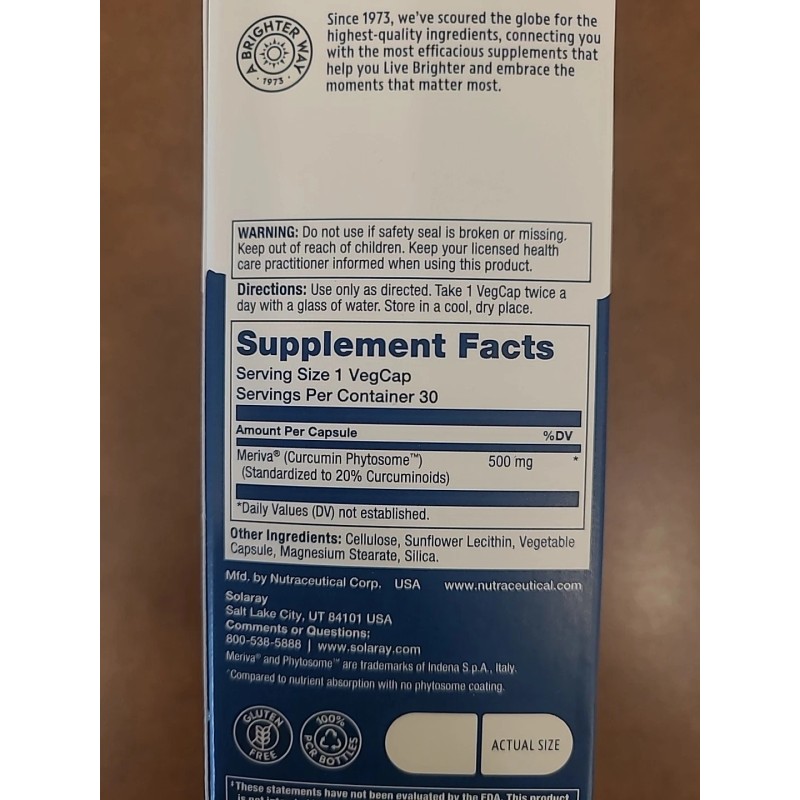 A BRIGHTER WAY
· 1973 ·
Since 1973, we've scoured the globe for the
highest-quality ingredients, connecting you
with the most efficacious supplements that
help you Live Brighter and embrace the
moments that matter most.
WARNING: Do not use if safety seal is broken or missing.
Keep out of reach of children. Keep your licensed health
care practitioner informed when using this product.
Directions: Use only as directed. Take 1 VegCap twice a
day with a glass of water. Store in a cool, dry place.
Supplement Facts
Serving Size 1 VegCap
Servings Per Container 30
Amount Per Capsule %DV
Meriva® (Curcumin Phytosome™) 500 mg *
(Standardized to 20% Curcuminoids)
*Daily Values (DV) not established.
Other Ingredients: Cellulose, Sunflower Lecithin, Vegetable
Capsule, Magnesium Stearate, Silica.
Mfd. by Nutraceutical Corp. USA www.nutraceutical.com
Solaray
Salt Lake City, UT 84101 USA
Comments or Questions:
800-538-5888 | www.solaray.com
Meriva® and Phytosome™ are trademarks of Indena S.p.A., Italy.
^Compared to nutrient absorption with no phytosome coating.
GLUTEN
FREE
100%
PCR BOTTLES
ACTUAL SIZE
‡These statements have not been evaluated by the FDA. This product
is not